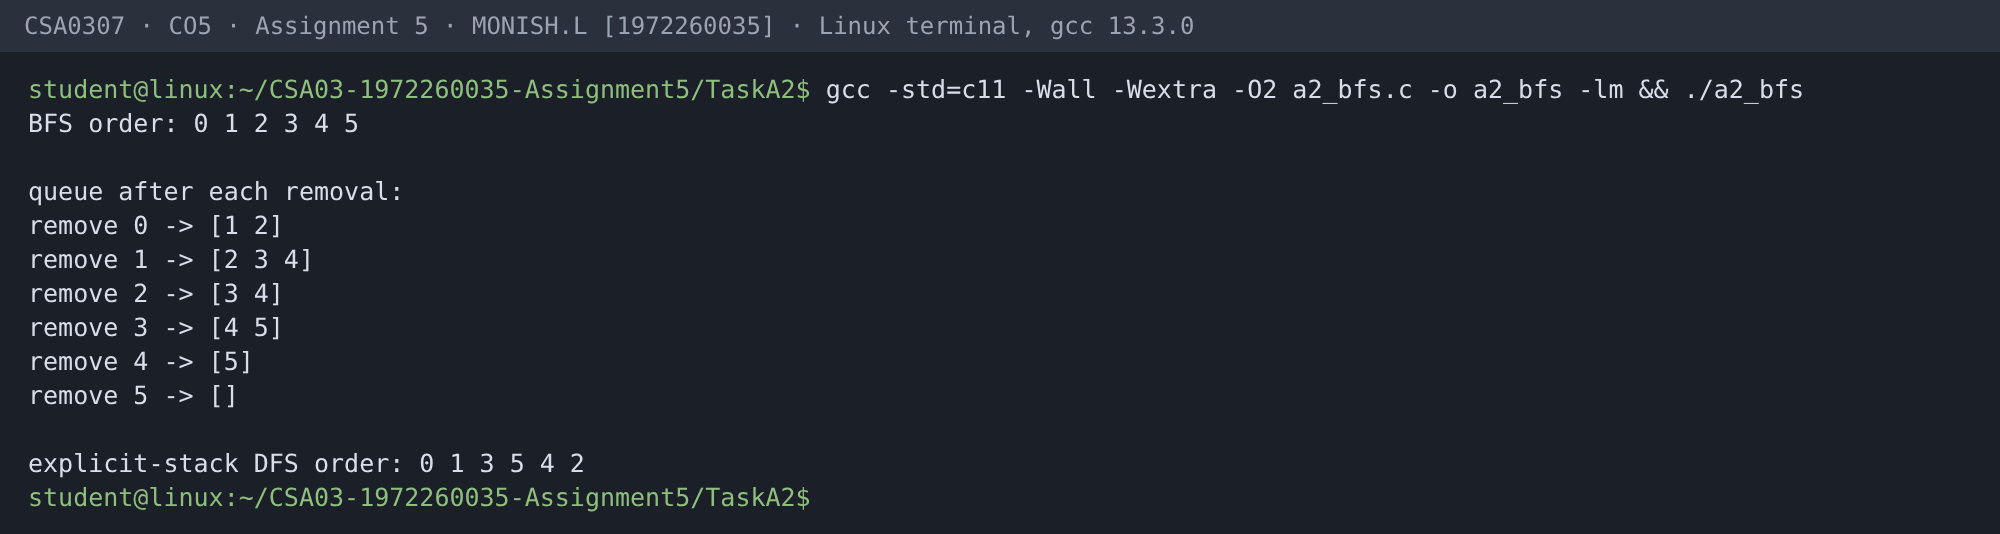 CSA0307 · CO5 · Assignment 5 · MONISH.L [1972260035] · Linux terminal, gcc 13.3.0
student@linux:~/CSA03-1972260035-Assignment5/TaskA2$ gcc -std=c11 -Wall -Wextra -O2 a2_bfs.c -o a2_bfs -lm && ./a2_bfs
BFS order: 0 1 2 3 4 5
queue after each removal:
remove 0 -> [1 2]
remove 1 -> [2 3 4]
remove 2 -> [3 4]
remove 3 -> [4 5]
remove 4 -> [5]
remove 5 -> []
explicit-stack DFS order: 0 1 3 5 4 2
student@linux:~/CSA03-1972260035-Assignment5/TaskA2$